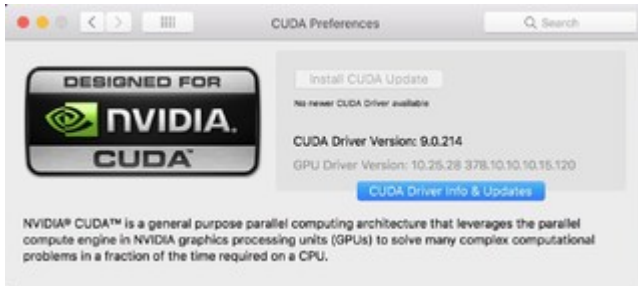 CUDA Preferences
Search
DESIGNED FOR
NVIDIA.
CUDA™
Install CUDA Update
No newer CUDA Driver available
CUDA Driver Version: 9.0.214
GPU Driver Version: 10.25.28 378.10.10.10.15.120
CUDA Driver Info & Updates
NVIDIA® CUDA™ is a general purpose parallel computing architecture that leverages the parallel
compute engine in NVIDIA graphics processing units (GPUs) to solve many complex computational
problems in a fraction of the time required on a CPU.